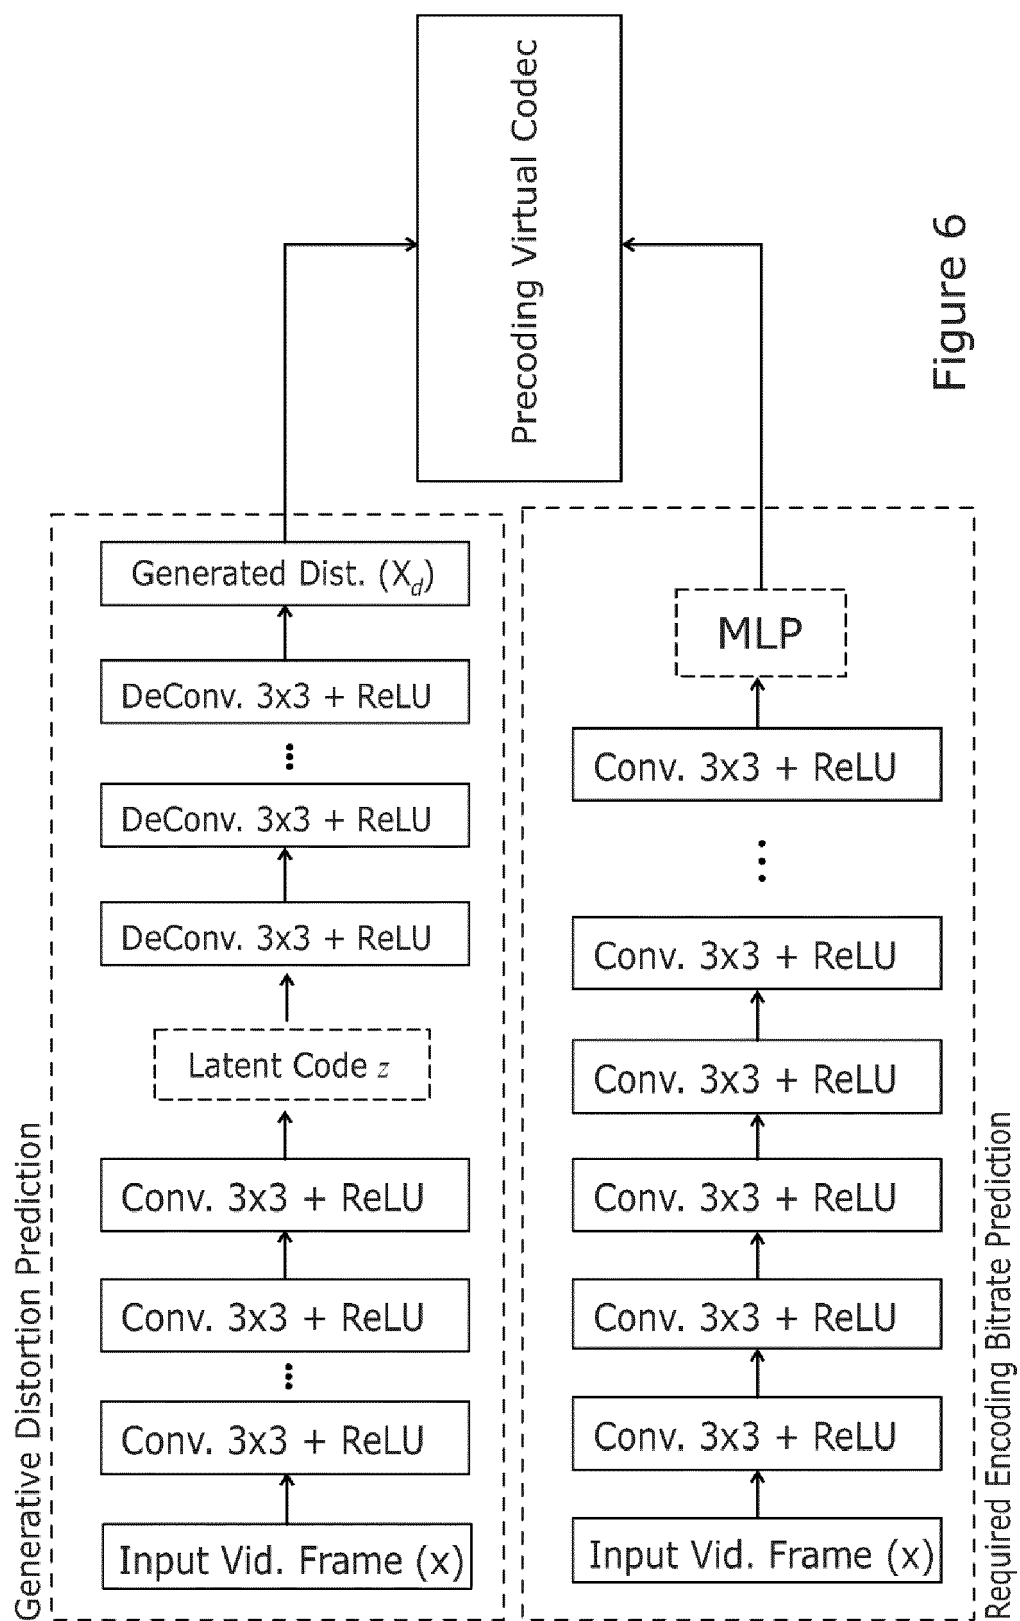 Generative Distortion Prediction
Generated Dist. (Xd)
DeConv. 3x3 + ReLU
...
DeConv. 3x3 + ReLU
DeConv. 3x3 + ReLU
Latent Code z
Conv. 3x3 + ReLU
Conv. 3x3 + ReLU
...
Conv. 3x3 + ReLU
Input Vid. Frame (x)
Required Encoding Bitrate Prediction
MLP
Conv. 3x3 + ReLU
...
Conv. 3x3 + ReLU
Conv. 3x3 + ReLU
Conv. 3x3 + ReLU
Conv. 3x3 + ReLU
Conv. 3x3 + ReLU
Input Vid. Frame (x)
Precoding Virtual Codec
Figure 6